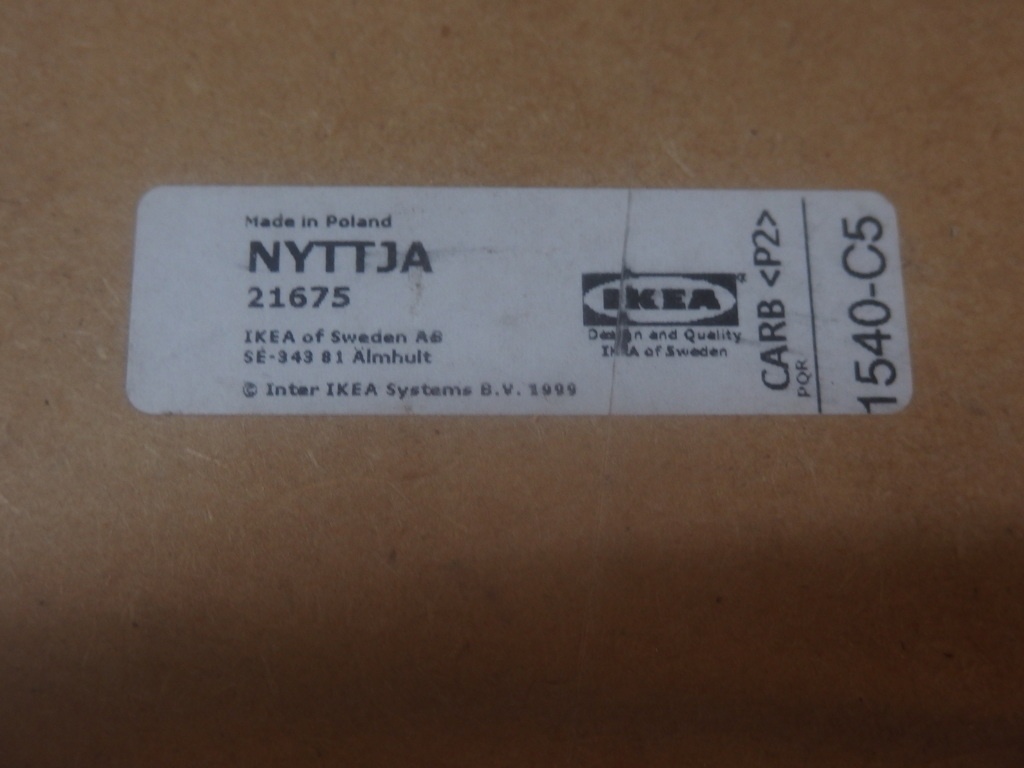 Made in Poland
NYTTJA
21675
IKEA of Sweden AB
SE-343 81 Älmhult
© Inter IKEA Systems B.V. 1999
IKEA®
Design and Quality
IKEA of Sweden
CARB <P2>
PQR
1540-C5